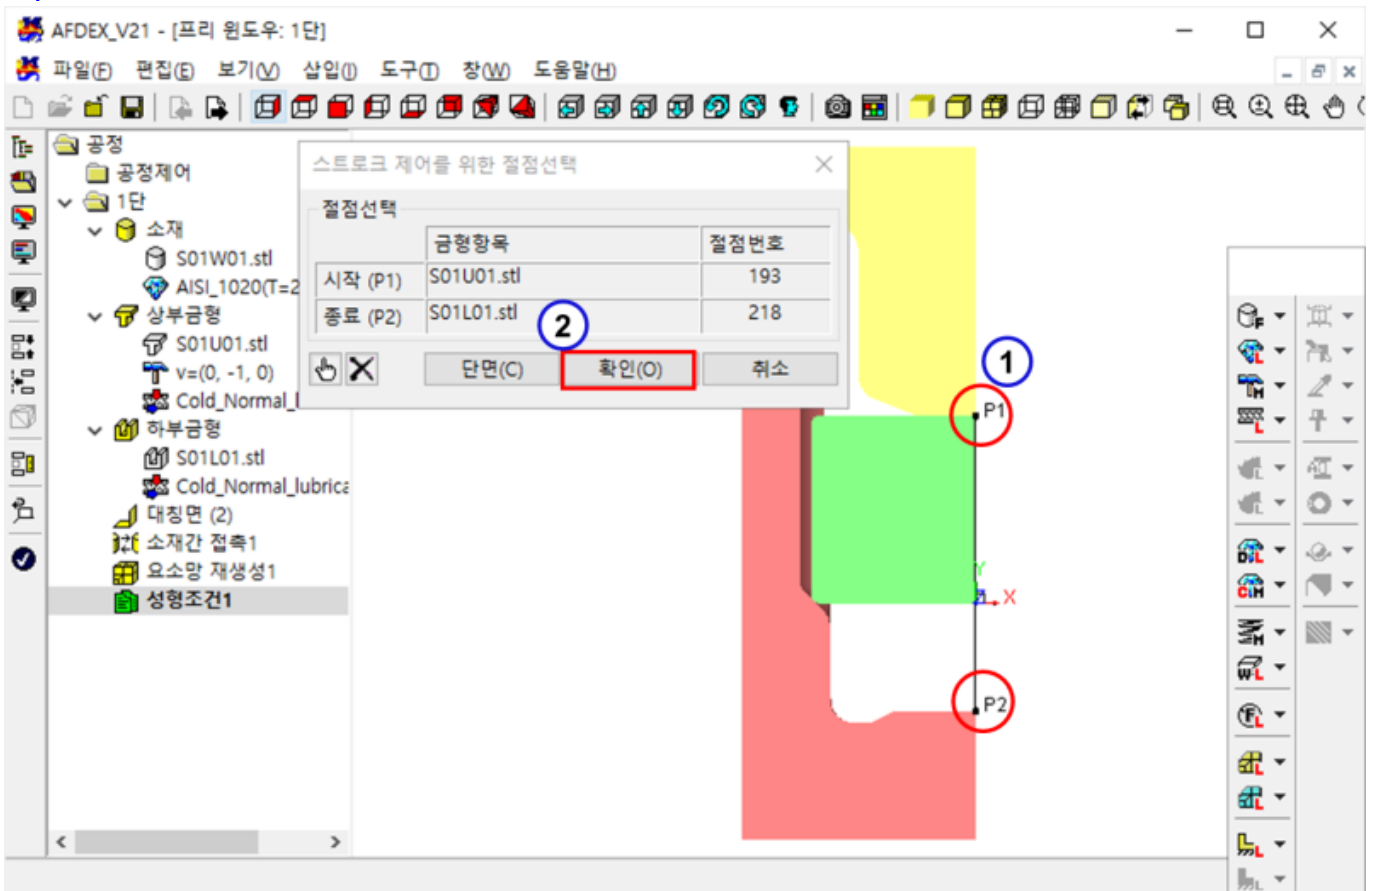 AFDEX_V21 - [프리 윈도우: 1단]
파일(F) 편집(E) 보기(V) 삽입(I) 도구(T) 창(W) 도움말(H)
공정
공정제어
1단
소재
S01W01.stl
AISI_1020(T=2
상부금형
S01U01.stl
v=(0, -1, 0)
Cold_Normal_l
하부금형
S01L01.stl
Cold_Normal_lubrica
대칭면 (2)
소재간 접촉1
요소망 재생성1
성형조건1
스트로크 제어를 위한 절점선택
절점선택
금형항목 절점번호
시작 (P1) S01U01.stl 193
종료 (P2) S01L01.stl 218
2
단면(C) 확인(O) 취소
1
P1
Y
X
P2